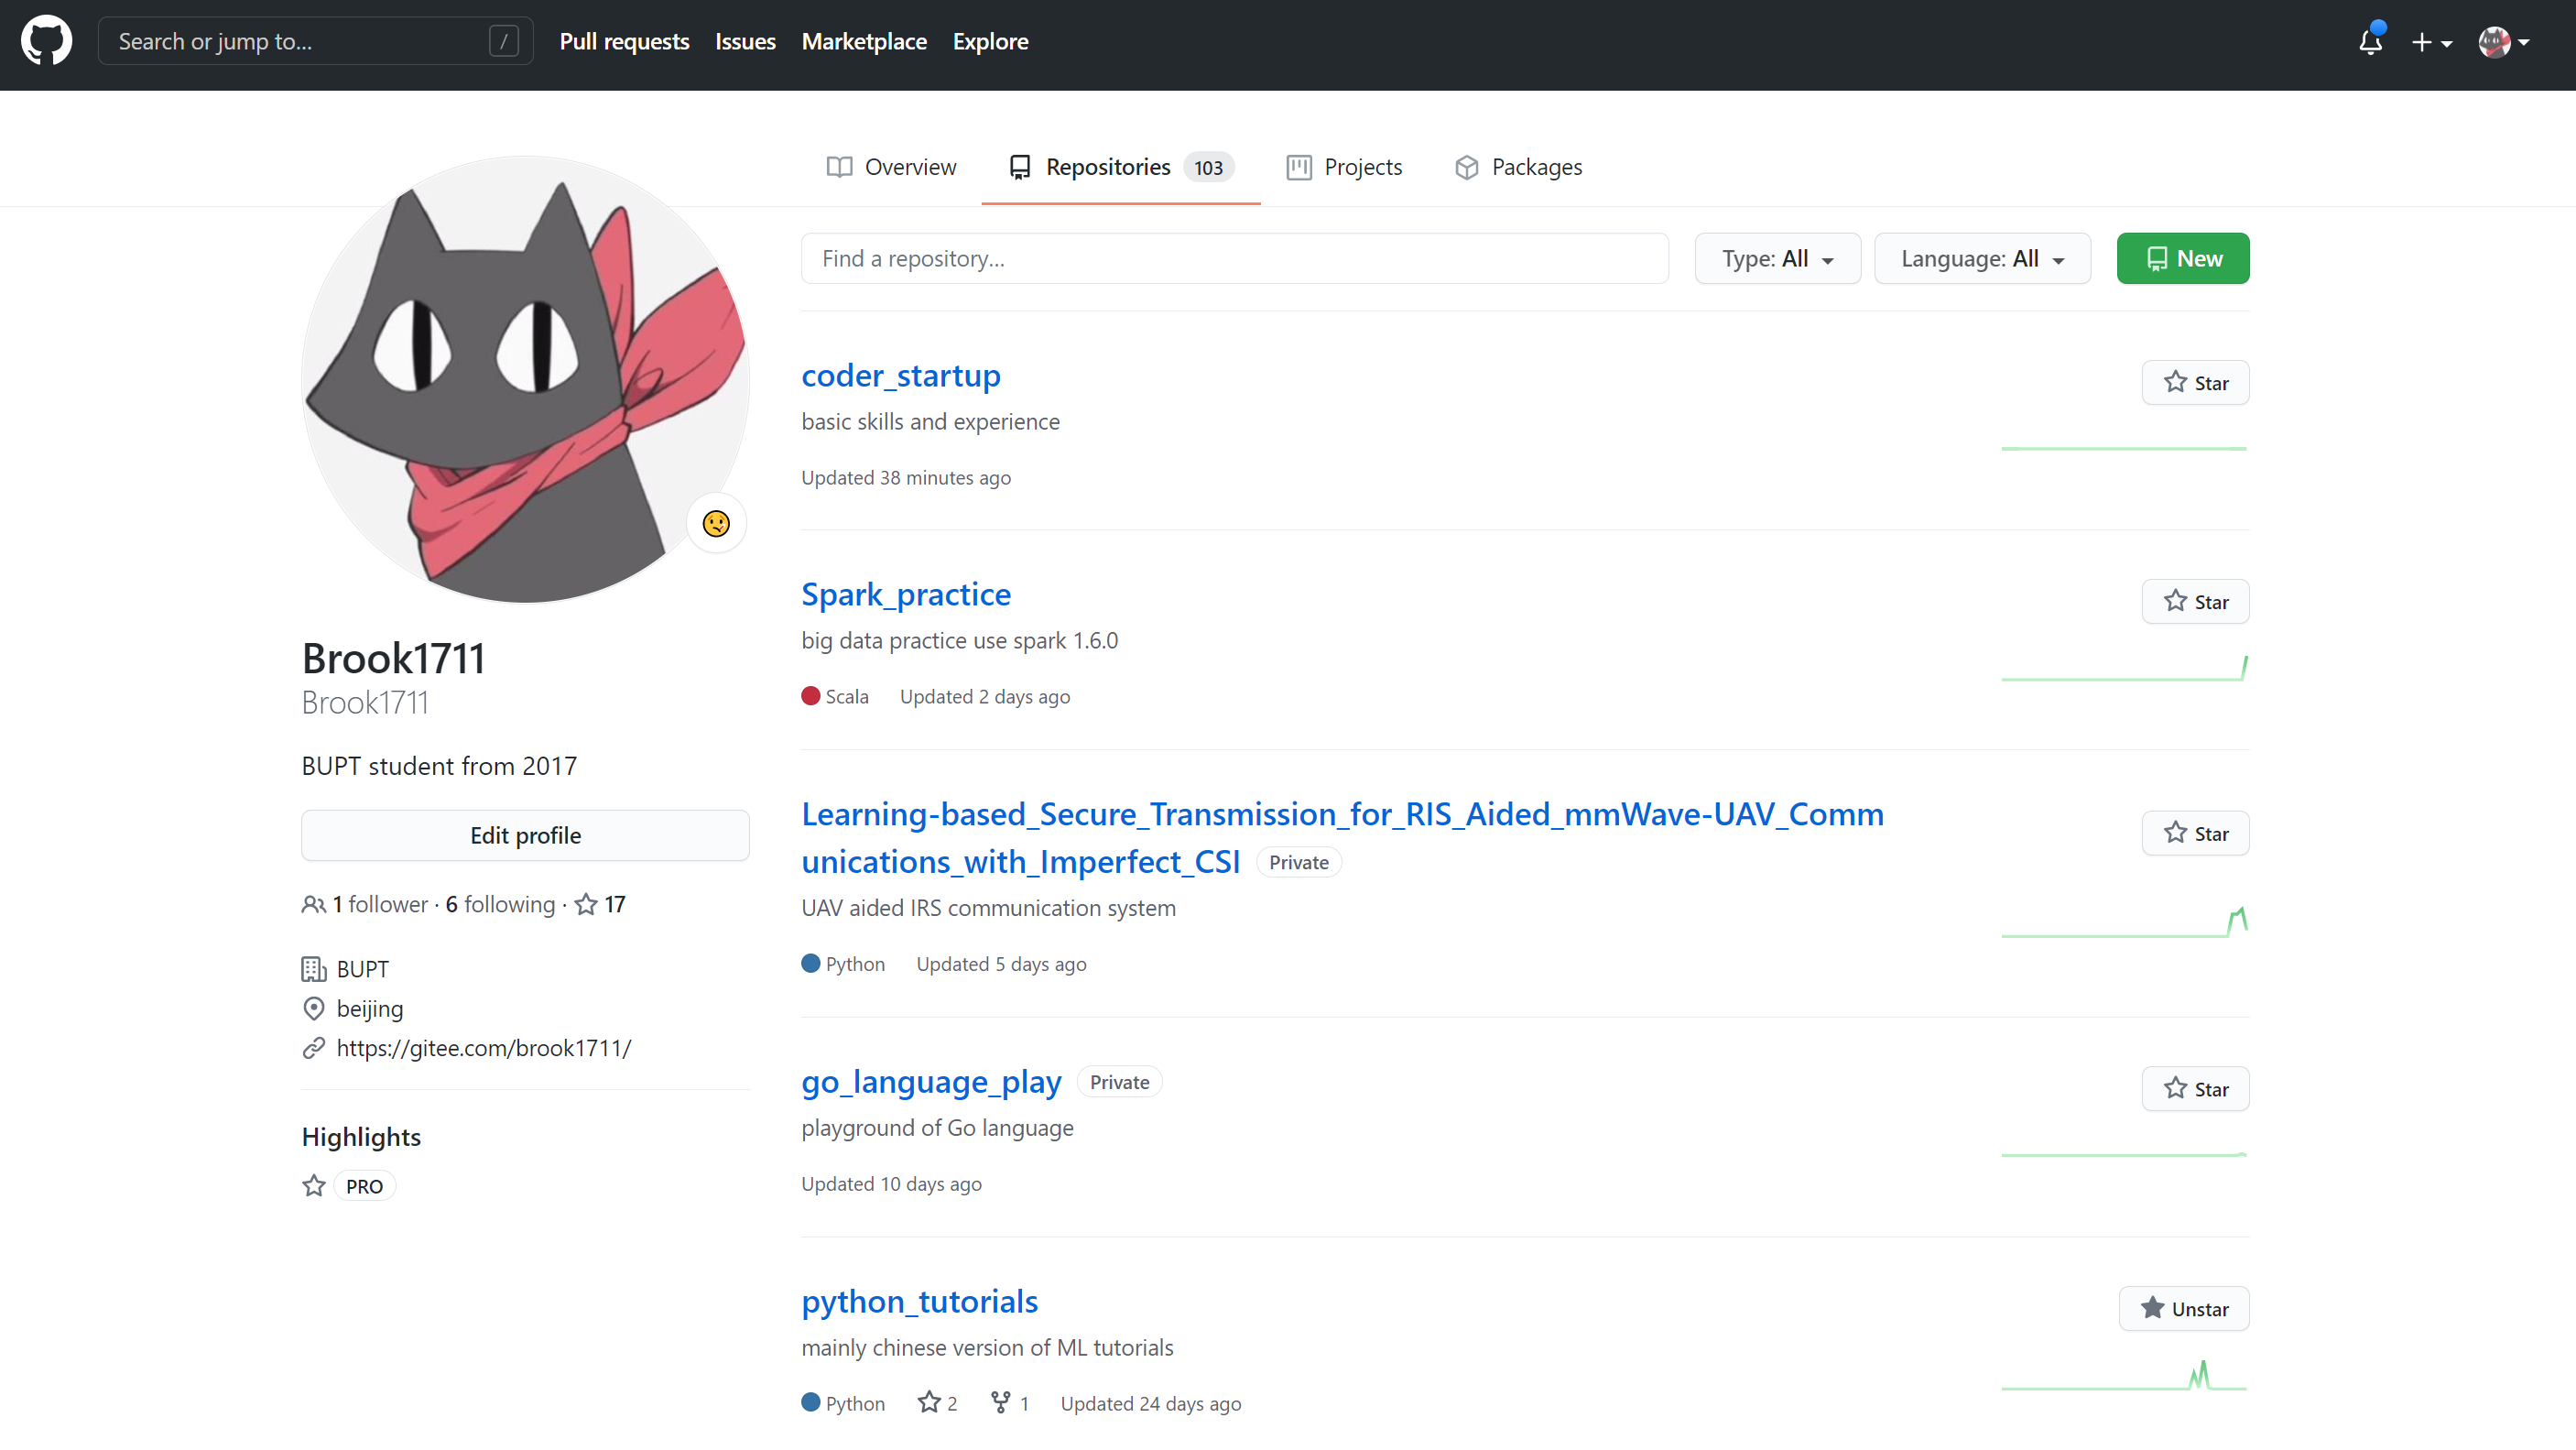 Search or jump to... /
Pull requests Issues Marketplace Explore
Overview Repositories 103 Projects Packages
Find a repository... Type: All Language: All New
Brook1711
Brook1711
BUPT student from 2017
Edit profile
1 follower · 6 following · 17
BUPT
beijing
https://gitee.com/brook1711/
Highlights
PRO
coder_startup Star
basic skills and experience
Updated 38 minutes ago
Spark_practice Star
big data practice use spark 1.6.0
Scala Updated 2 days ago
Learning-based_Secure_Transmission_for_RIS_Aided_mmWave-UAV_Comm Star
unications_with_Imperfect_CSI Private
UAV aided IRS communication system
Python Updated 5 days ago
go_language_play Private Star
playground of Go language
Updated 10 days ago
python_tutorials Unstar
mainly chinese version of ML tutorials
Python 2 1 Updated 24 days ago